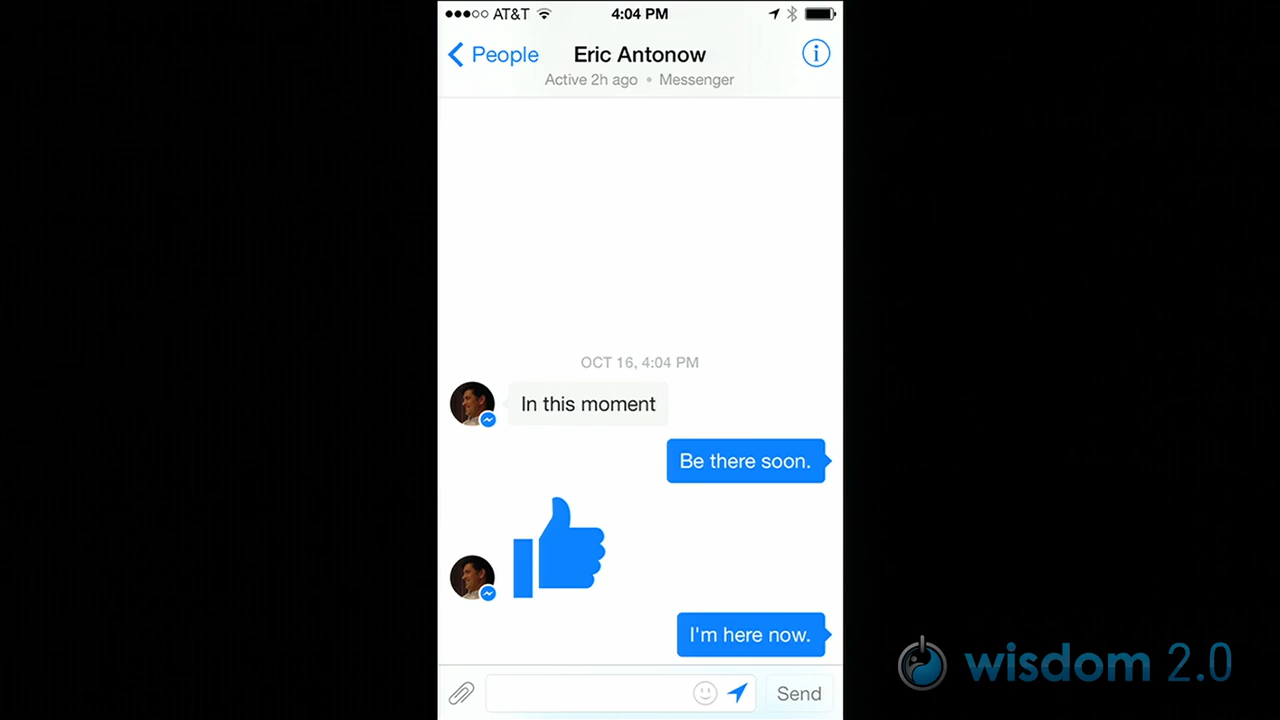 AT&T 4:04 PM
People Eric Antonow
Active 2h ago • Messenger
OCT 16, 4:04 PM
In this moment
Be there soon.
I'm here now.
Send
wisdom 2.0